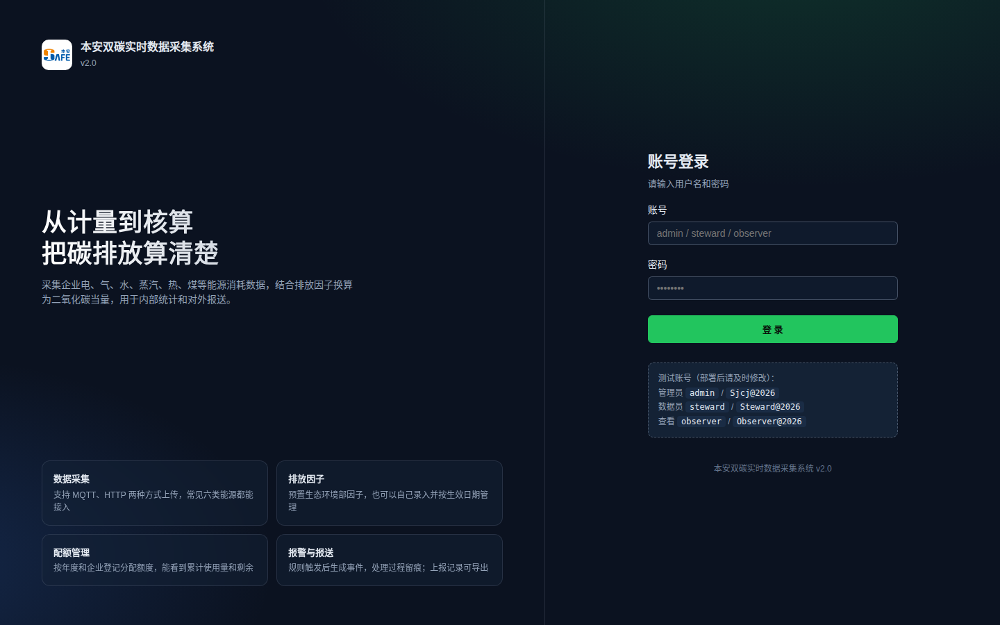 本安
SAFE
本安双碳实时数据采集系统
v2.0
从计量到核算
把碳排放算清楚
采集企业电、气、水、蒸汽、热、煤等能源消耗数据，结合排放因子换算
为二氧化碳当量，用于内部统计和对外报送。
数据采集
支持 MQTT、HTTP 两种方式上传，常见六类能源都能
接入
排放因子
预置生态环境部因子，也可以自己录入并按生效日期管
理
配额管理
按年度和企业登记分配额度，能看到累计使用量和剩余
报警与报送
规则触发后生成事件，处理过程留痕；上报记录可导出
账号登录
请输入用户名和密码
账号
admin / steward / observer
密码
••••••••
登 录
测试账号（部署后请及时修改）：
管理员 admin / Sjcj@2026
数据员 steward / Steward@2026
查看 observer / Observer@2026
本安双碳实时数据采集系统 v2.0